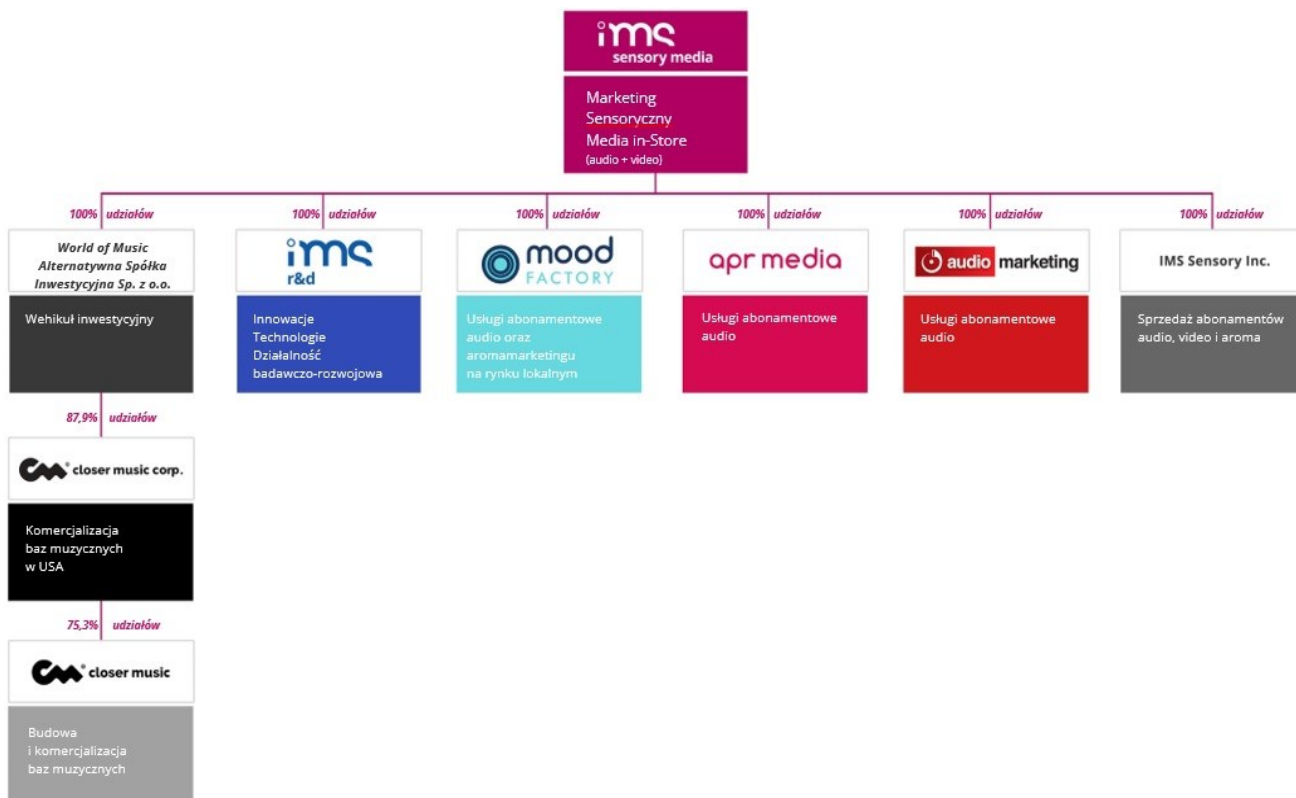 ims
sensory media
Marketing
Sensoryczny
Media in-Store
(audio + video)
100% udziałów
World of Music
Alternatywna Spółka
Inwestycyjna Sp. z o.o.
Wehikuł inwestycyjny
100% udziałów
ims
r&d
Innowacje
Technologie
Działalność
badawczo-rozwojowa
100% udziałów
mood
FACTORY
Usługi abonamentowe
audio oraz
aromamarketingu
na rynku lokalnym
100% udziałów
apr media
Usługi abonamentowe
audio
100% udziałów
audio marketing
Usługi abonamentowe
audio
100% udziałów
IMS Sensory Inc.
Sprzedaż abonamentów
audio, video i aroma
87,9% udziałów
cm® closer music corp.
Komercjalizacja
baz muzycznych
w USA
75,3% udziałów
cm® closer music
Budowa
i komercjalizacja
baz muzycznych